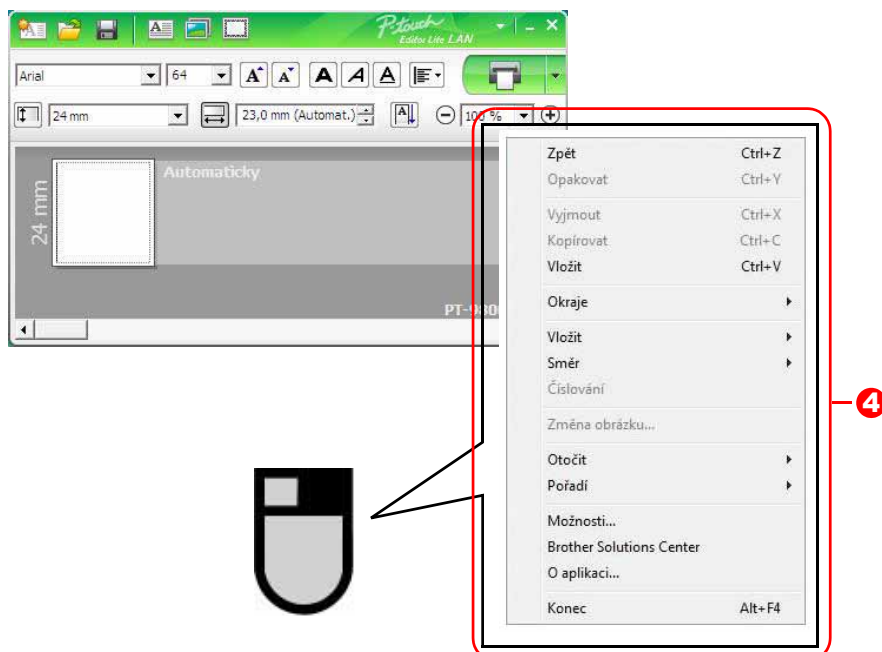 P-touch
Editor Lite LAN
Arial
64
A A A A A
24 mm
23,0 mm (Automat.)
A
100 %
Automaticky
24 mm
Zpět Ctrl+Z
Opakovat Ctrl+Y
Vyjmout Ctrl+X
Kopírovat Ctrl+C
Vložit Ctrl+V
Okraje
Vložit
Směr
Číslování
Změna obrázku...
Otočit
Pořadí
Možnosti...
Brother Solutions Center
O aplikaci...
Konec Alt+F4
4